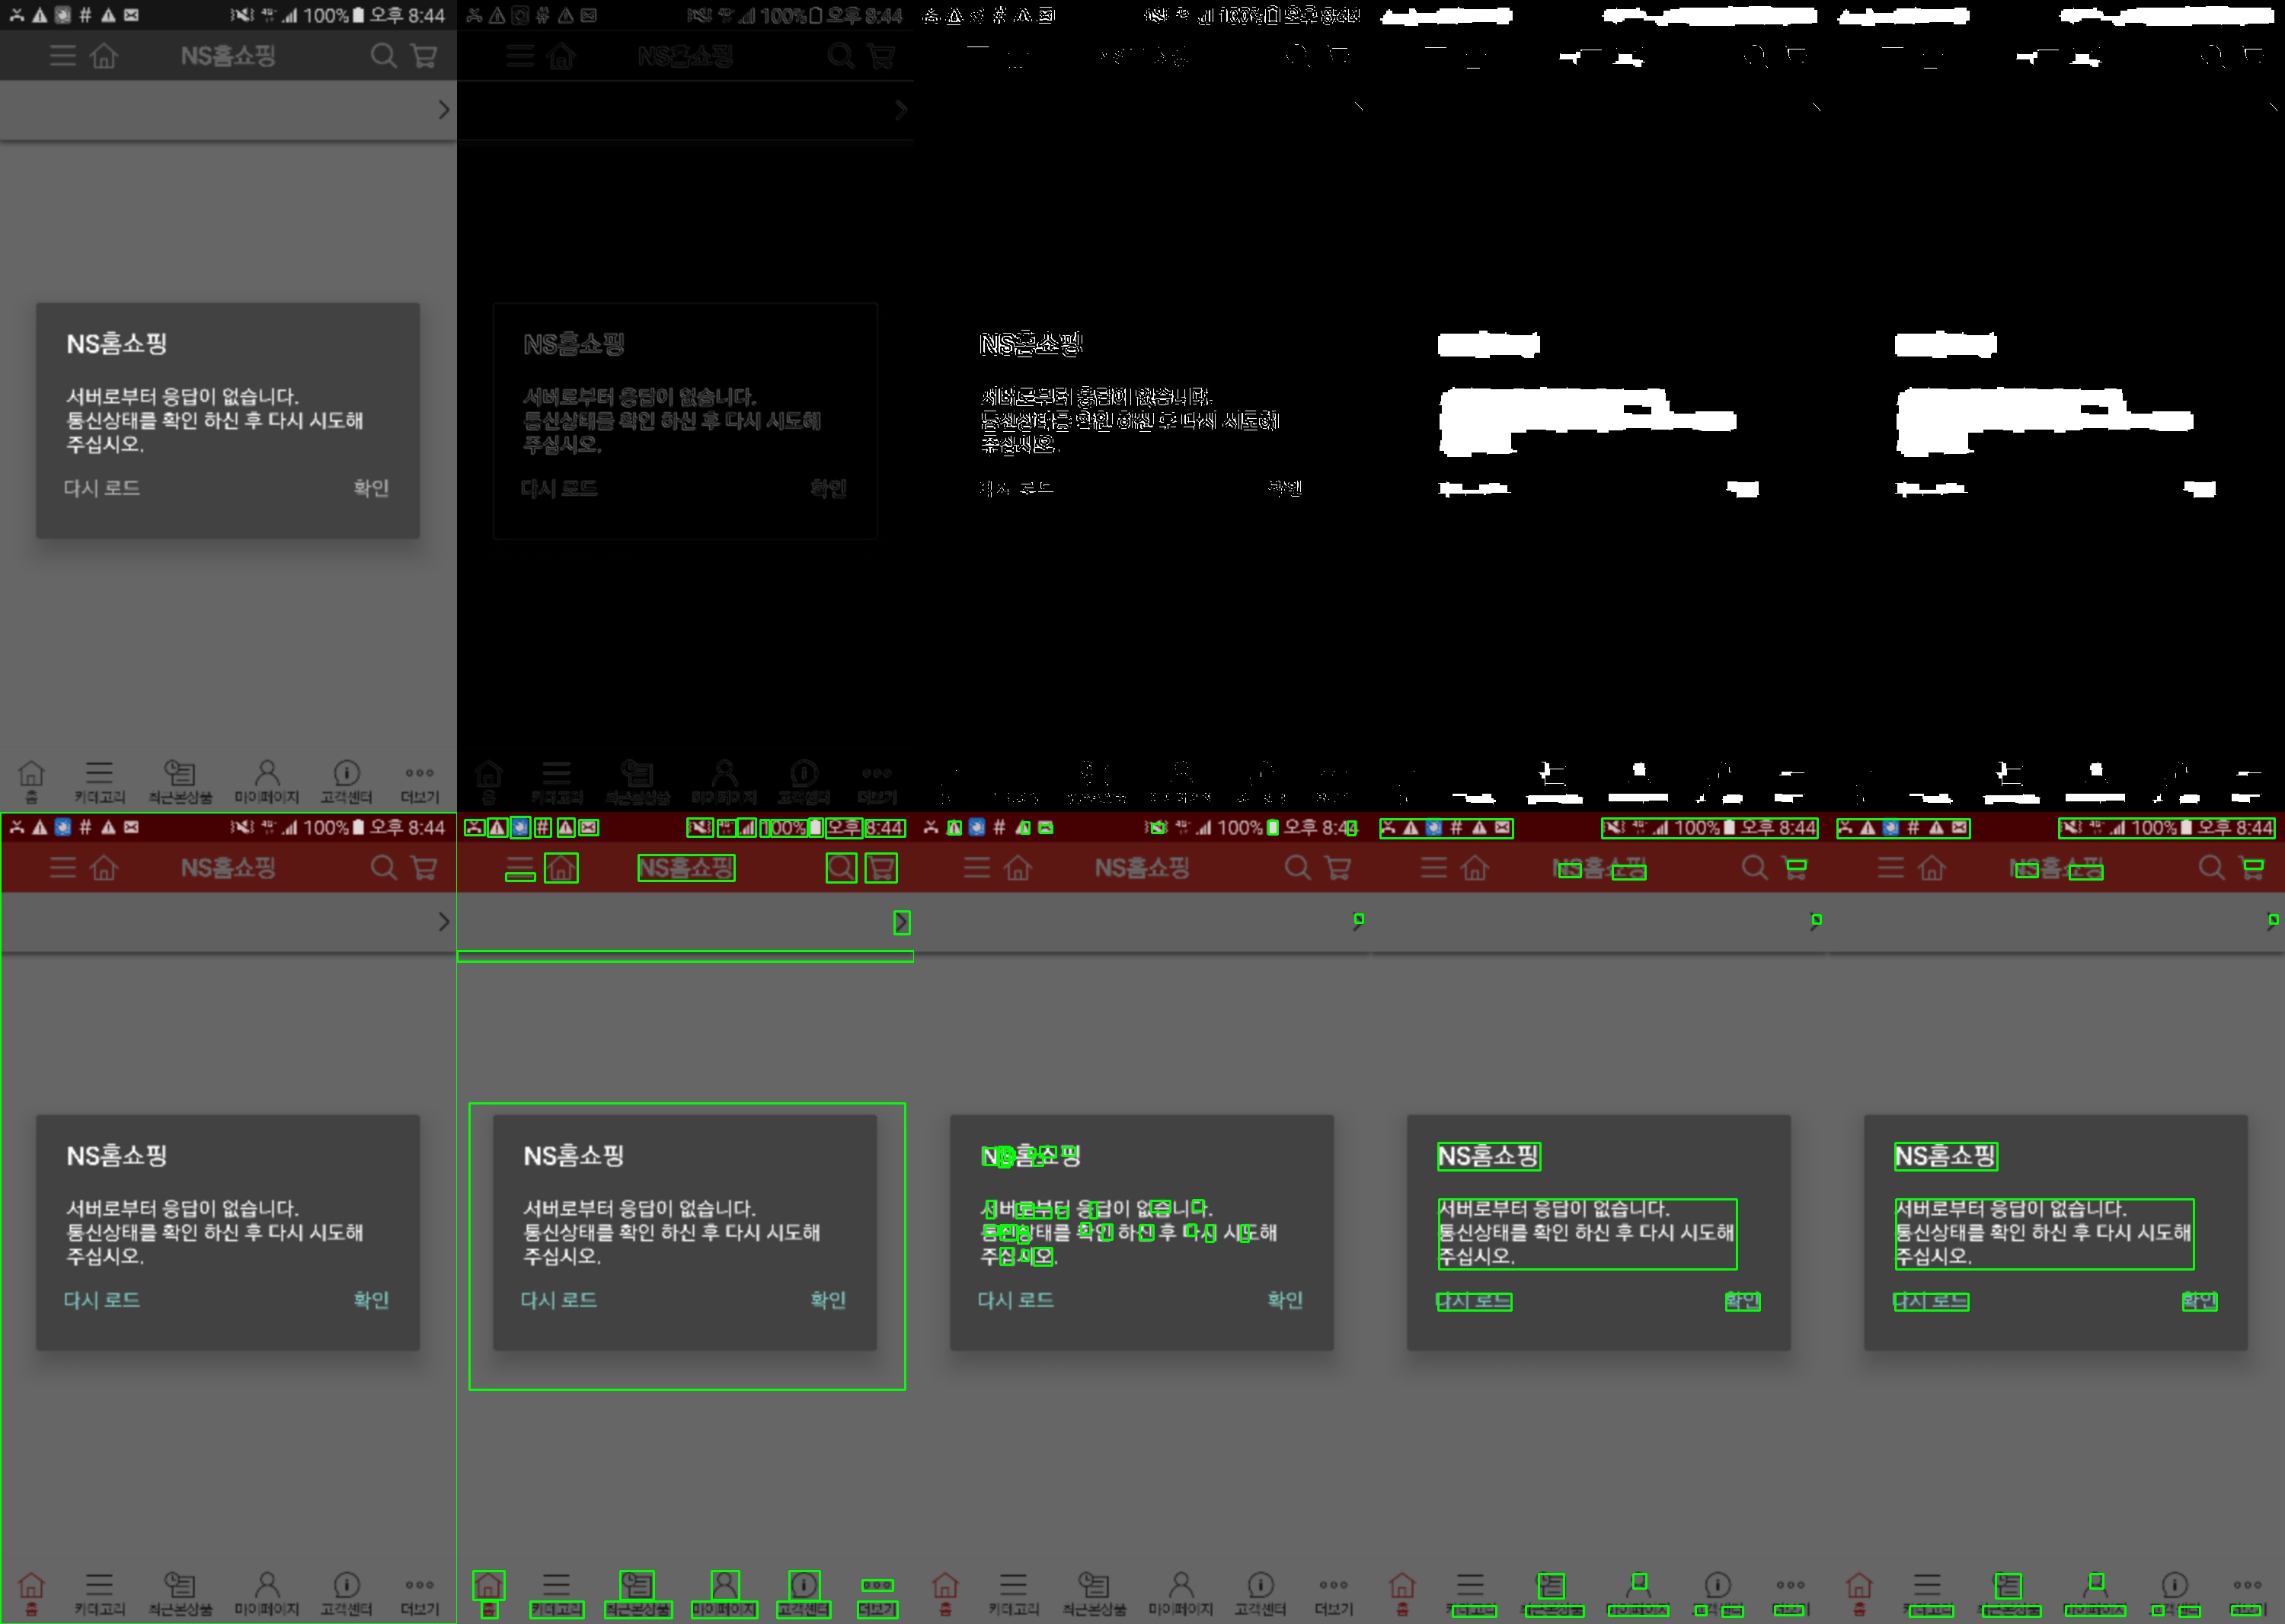 100% 오후 8:44
NS홈쇼핑
NS홈쇼핑
서버로부터 응답이 없습니다.
통신상태를 확인 하신 후 다시 시도해
주십시오.
다시 로드 확인
홈 카테고리 최근본상품 마이페이지 고객센터 더보기
100% 오후 8:44
NS홈쇼핑
NS홈쇼핑
서버로부터 응답이 없습니다.
통신상태를 확인 하신 후 다시 시도해
주십시오.
다시 로드 확인
홈 카테고리 최근본상품 마이페이지 고객센터 더보기
100% 오후 8:44
NS홈쇼핑
서버로부터 응답이 없습니다.
통신상태를 확인 하신 후 다시 시도해
주십시오.
100% 오후 8:44
NS홈쇼핑
NS홈쇼핑
서버로부터 응답이 없습니다.
통신상태를 확인 하신 후 다시 시도해
주십시오.
다시 로드 확인
홈 카테고리 최근본상품 마이페이지 고객센터 더보기
100% 오후 8:44
NS홈쇼핑
NS홈쇼핑
서버로부터 응답이 없습니다.
통신상태를 확인 하신 후 다시 시도해
주십시오.
다시 로드 확인
홈 카테고리 최근본상품 마이페이지 고객센터 더보기
100% 오후 8:44
NS홈쇼핑
NS홈쇼핑
서버로부터 응답이 없습니다.
통신상태를 확인 하신 후 다시 시도해
주십시오.
다시 로드 확인
홈 카테고리 최근본상품 마이페이지 고객센터 더보기
100% 오후 8:44
NS홈쇼핑
NS홈쇼핑
서버로부터 응답이 없습니다.
통신상태를 확인 하신 후 다시 시도해
주십시오.
다시 로드 확인
홈 카테고리 최근본상품 마이페이지 고객센터 더보기
100% 오후 8:44
NS홈쇼핑
NS홈쇼핑
서버로부터 응답이 없습니다.
통신상태를 확인 하신 후 다시 시도해
주십시오.
다시 로드 확인
홈 카테고리 최근본상품 마이페이지 고객센터 더보기